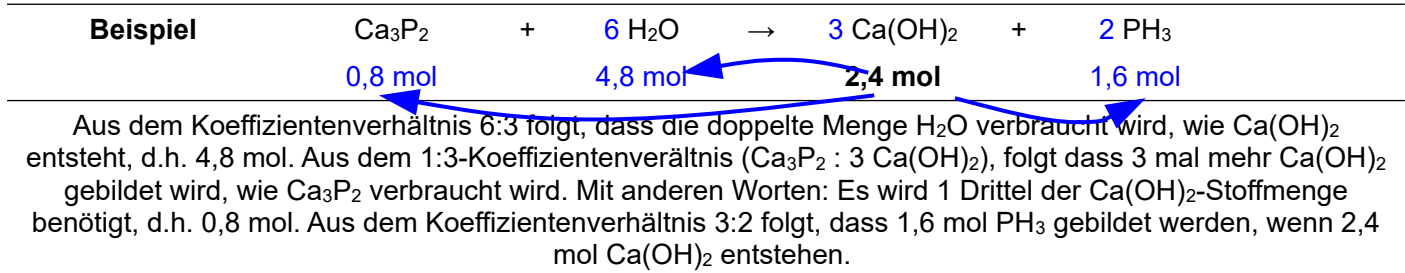 Beispiel Ca₃P₂ + 6 H₂O → 3 Ca(OH)₂ + 2 PH₃
0,8 mol 4,8 mol 2,4 mol 1,6 mol
Aus dem Koeffizientenverhältnis 6:3 folgt, dass die doppelte Menge H₂O verbraucht wird, wie Ca(OH)₂
entsteht, d.h. 4,8 mol. Aus dem 1:3-Koeffizientenverältnis (Ca₃P₂ : 3 Ca(OH)₂), folgt dass 3 mal mehr Ca(OH)₂
gebildet wird, wie Ca₃P₂ verbraucht wird. Mit anderen Worten: Es wird 1 Drittel der Ca(OH)₂-Stoffmenge
benötigt, d.h. 0,8 mol. Aus dem Koeffizientenverhältnis 3:2 folgt, dass 1,6 mol PH₃ gebildet werden, wenn 2,4
mol Ca(OH)₂ entstehen.